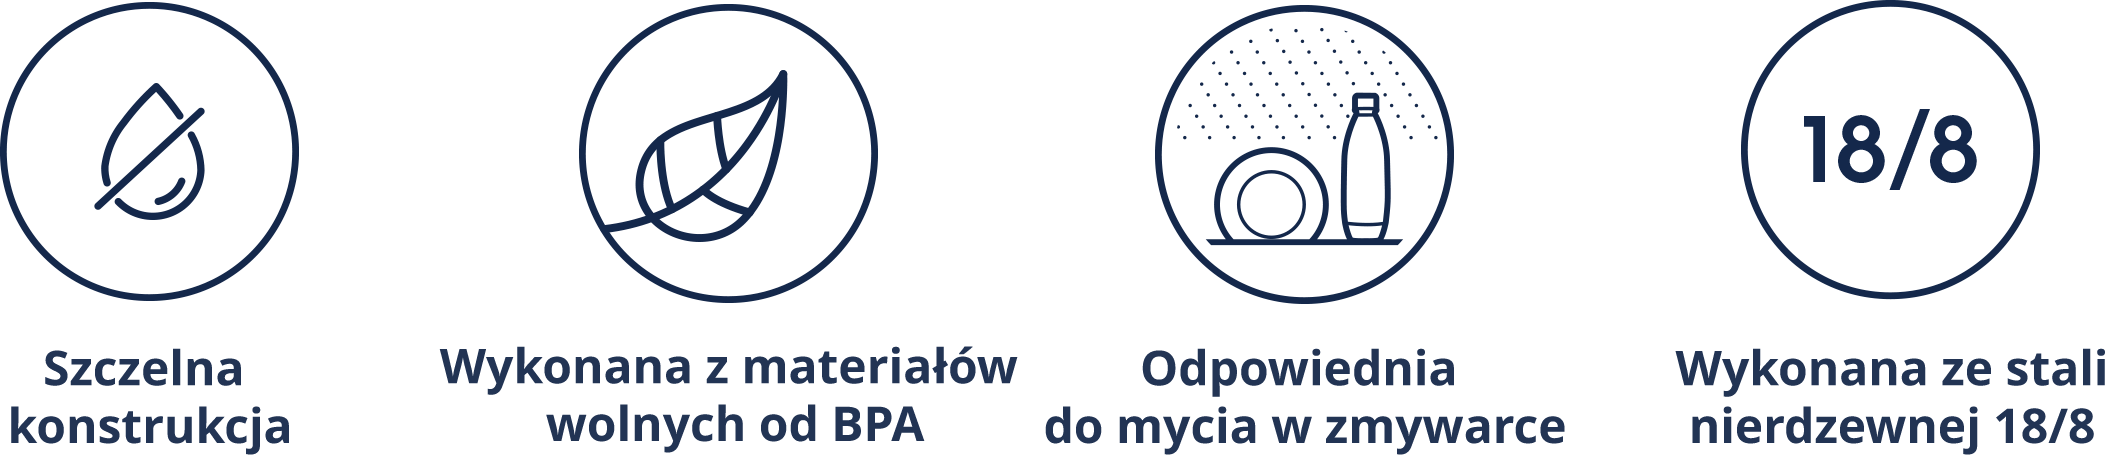 18/8
Szczelna
konstrukcja
Wykonana z materiałów
wolnych od BPA
Odpowiednia
do mycia w zmywarce
Wykonana ze stali
nierdzewnej 18/8